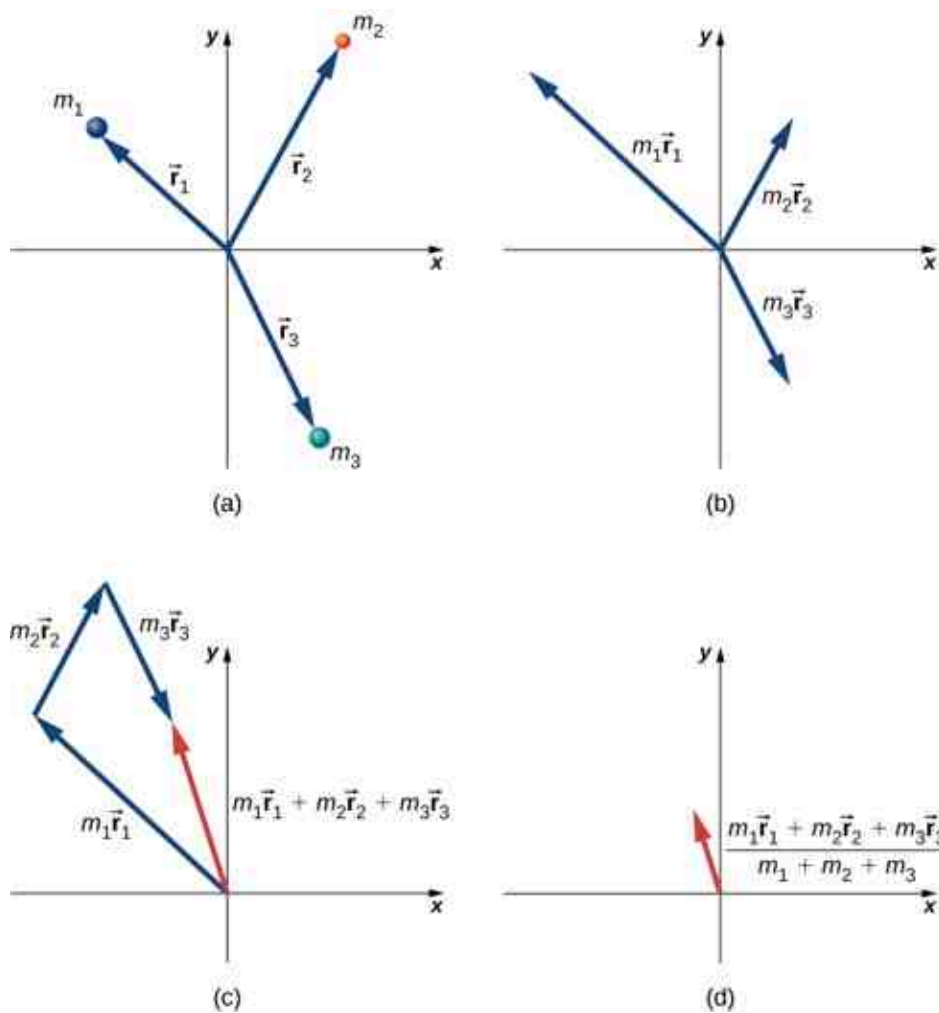 y
m₂
m₁
r⃗₁
r⃗₂
x
r⃗₃
m₃
(a)
y
m₁r⃗₁
m₂r⃗₂
x
m₃r⃗₃
(b)
m₂r⃗₂
m₃r⃗₃
y
m₁r⃗₁ + m₂r⃗₂ + m₃r⃗₃
m₁r⃗₁
x
(c)
y
m₁r⃗₁ + m₂r⃗₂ + m₃r⃗₃
m₁ + m₂ + m₃
x
(d)